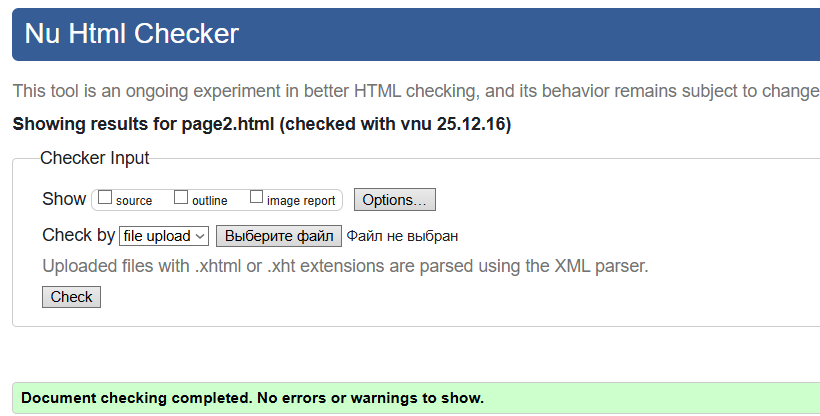 Nu Html Checker
This tool is an ongoing experiment in better HTML checking, and its behavior remains subject to change
Showing results for page2.html (checked with vnu 25.12.16)
Checker Input
Show source outline image report Options...
Check by file upload Выберите файл Файл не выбран
Uploaded files with .xhtml or .xht extensions are parsed using the XML parser.
Check
Document checking completed. No errors or warnings to show.